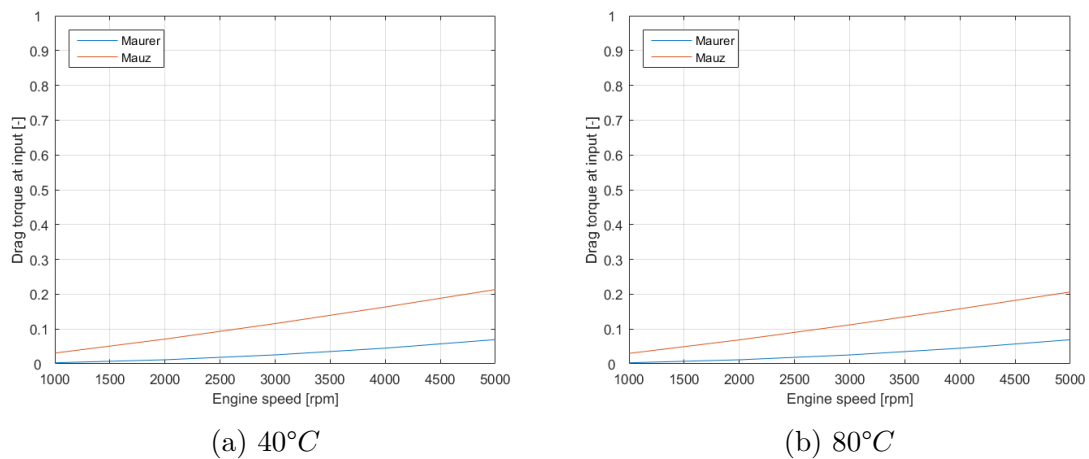 1
0.9
0.8
0.7
0.6
0.5
0.4
0.3
0.2
0.1
0
Drag torque at input [-]
Maurer
Mauz
1000 1500 2000 2500 3000 3500 4000 4500 5000
Engine speed [rpm]
(a) 40°C
1
0.9
0.8
0.7
0.6
0.5
0.4
0.3
0.2
0.1
0
Drag torque at input [-]
Maurer
Mauz
1000 1500 2000 2500 3000 3500 4000 4500 5000
Engine speed [rpm]
(b) 80°C